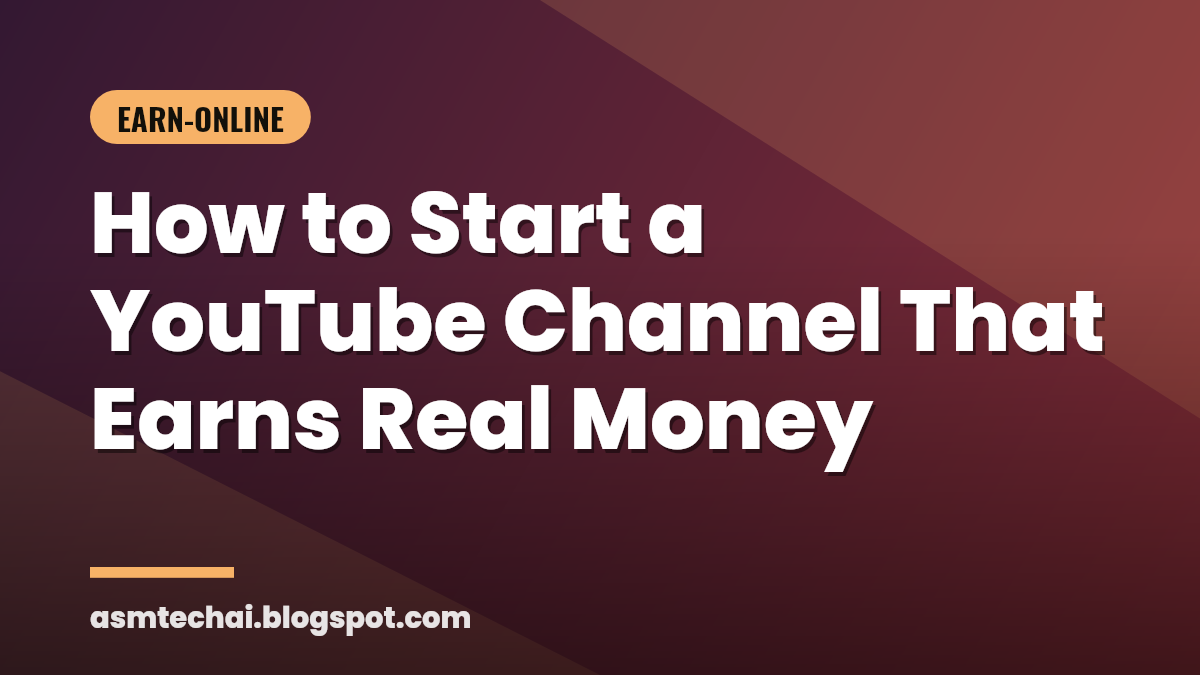 EARN-ONLINE
How to Start a
YouTube Channel That
Earns Real Money
asmtechai.blogspot.com